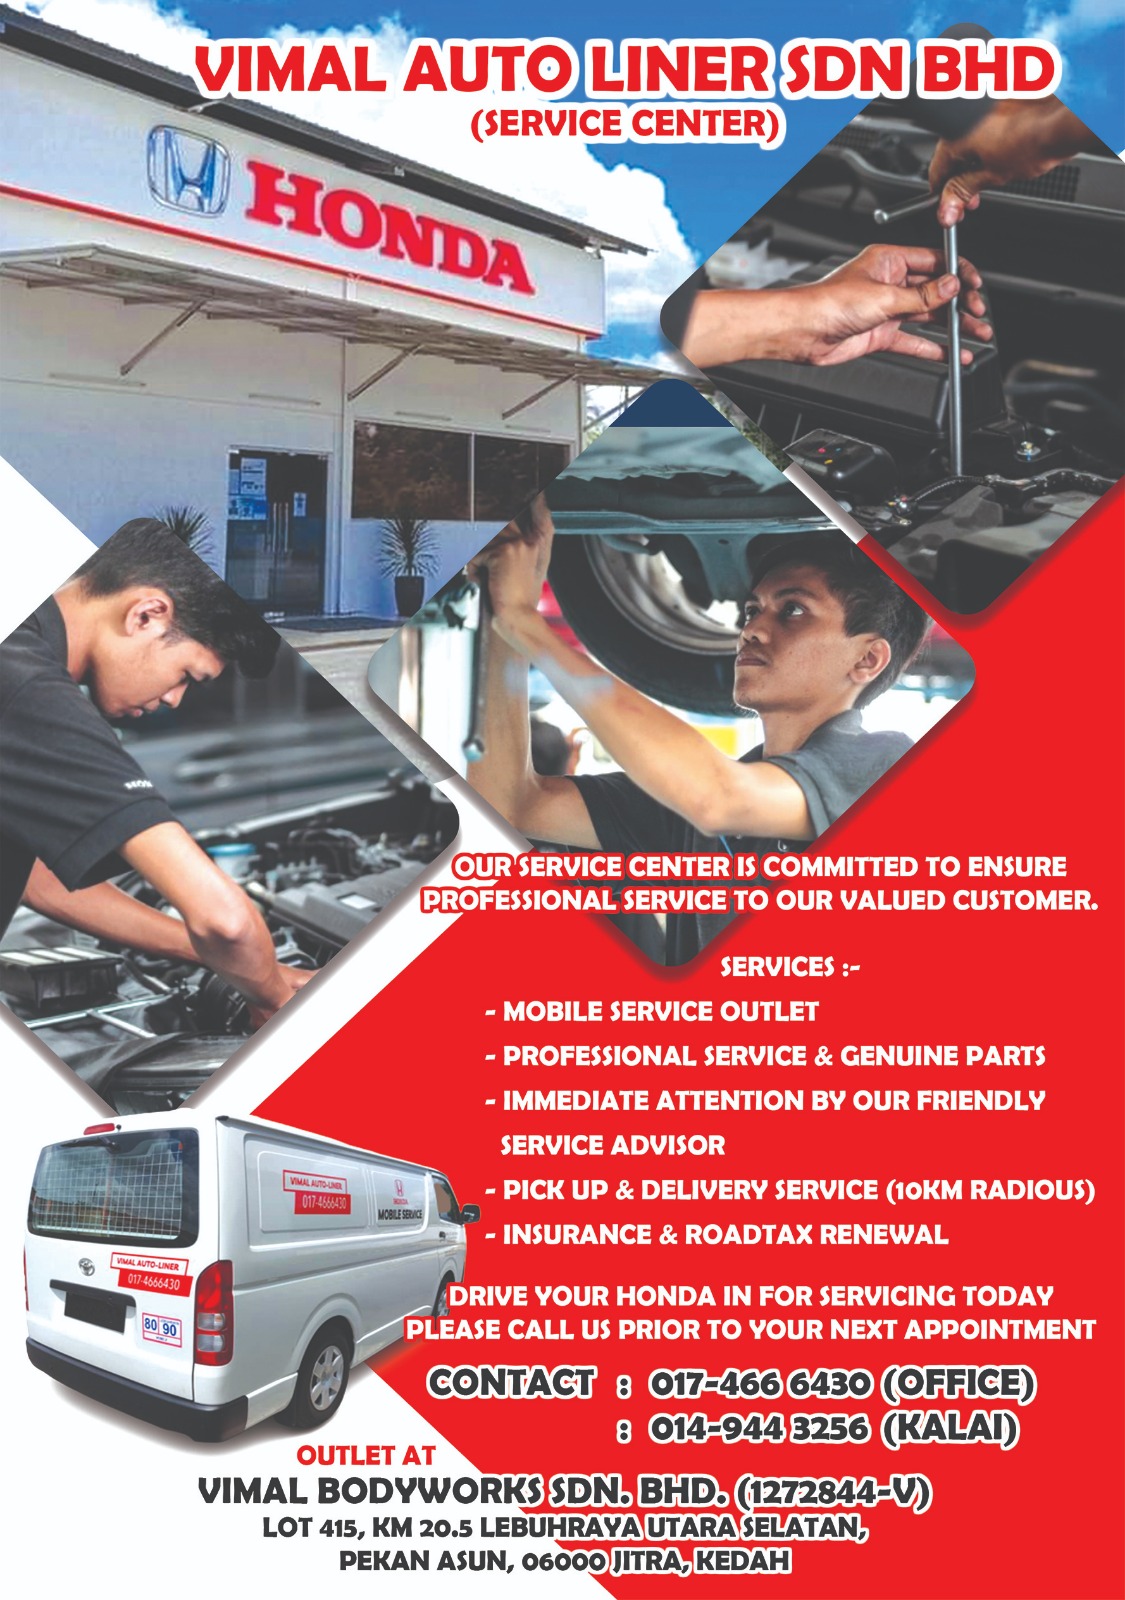 VIMAL AUTO LINER SDN BHD
(SERVICE CENTER)
HONDA
OUR SERVICE CENTER IS COMMITTED TO ENSURE
PROFESSIONAL SERVICE TO OUR VALUED CUSTOMER.
SERVICES :-
- MOBILE SERVICE OUTLET
- PROFESSIONAL SERVICE & GENUINE PARTS
- IMMEDIATE ATTENTION BY OUR FRIENDLY
SERVICE ADVISOR
- PICK UP & DELIVERY SERVICE (10KM RADIOUS)
- INSURANCE & ROADTAX RENEWAL
VIMAL AUTO-LINER
017-4666430
HONDA
MOBILE SERVICE
VIMAL AUTO-LINER
017-4666430
80 90
DRIVE YOUR HONDA IN FOR SERVICING TODAY
PLEASE CALL US PRIOR TO YOUR NEXT APPOINTMENT
CONTACT : 017-466 6430 (OFFICE)
: 014-944 3256 (KALAI)
OUTLET AT
VIMAL BODYWORKS SDN. BHD. (1272844-V)
LOT 415, KM 20.5 LEBUHRAYA UTARA SELATAN,
PEKAN ASUN, 06000 JITRA, KEDAH